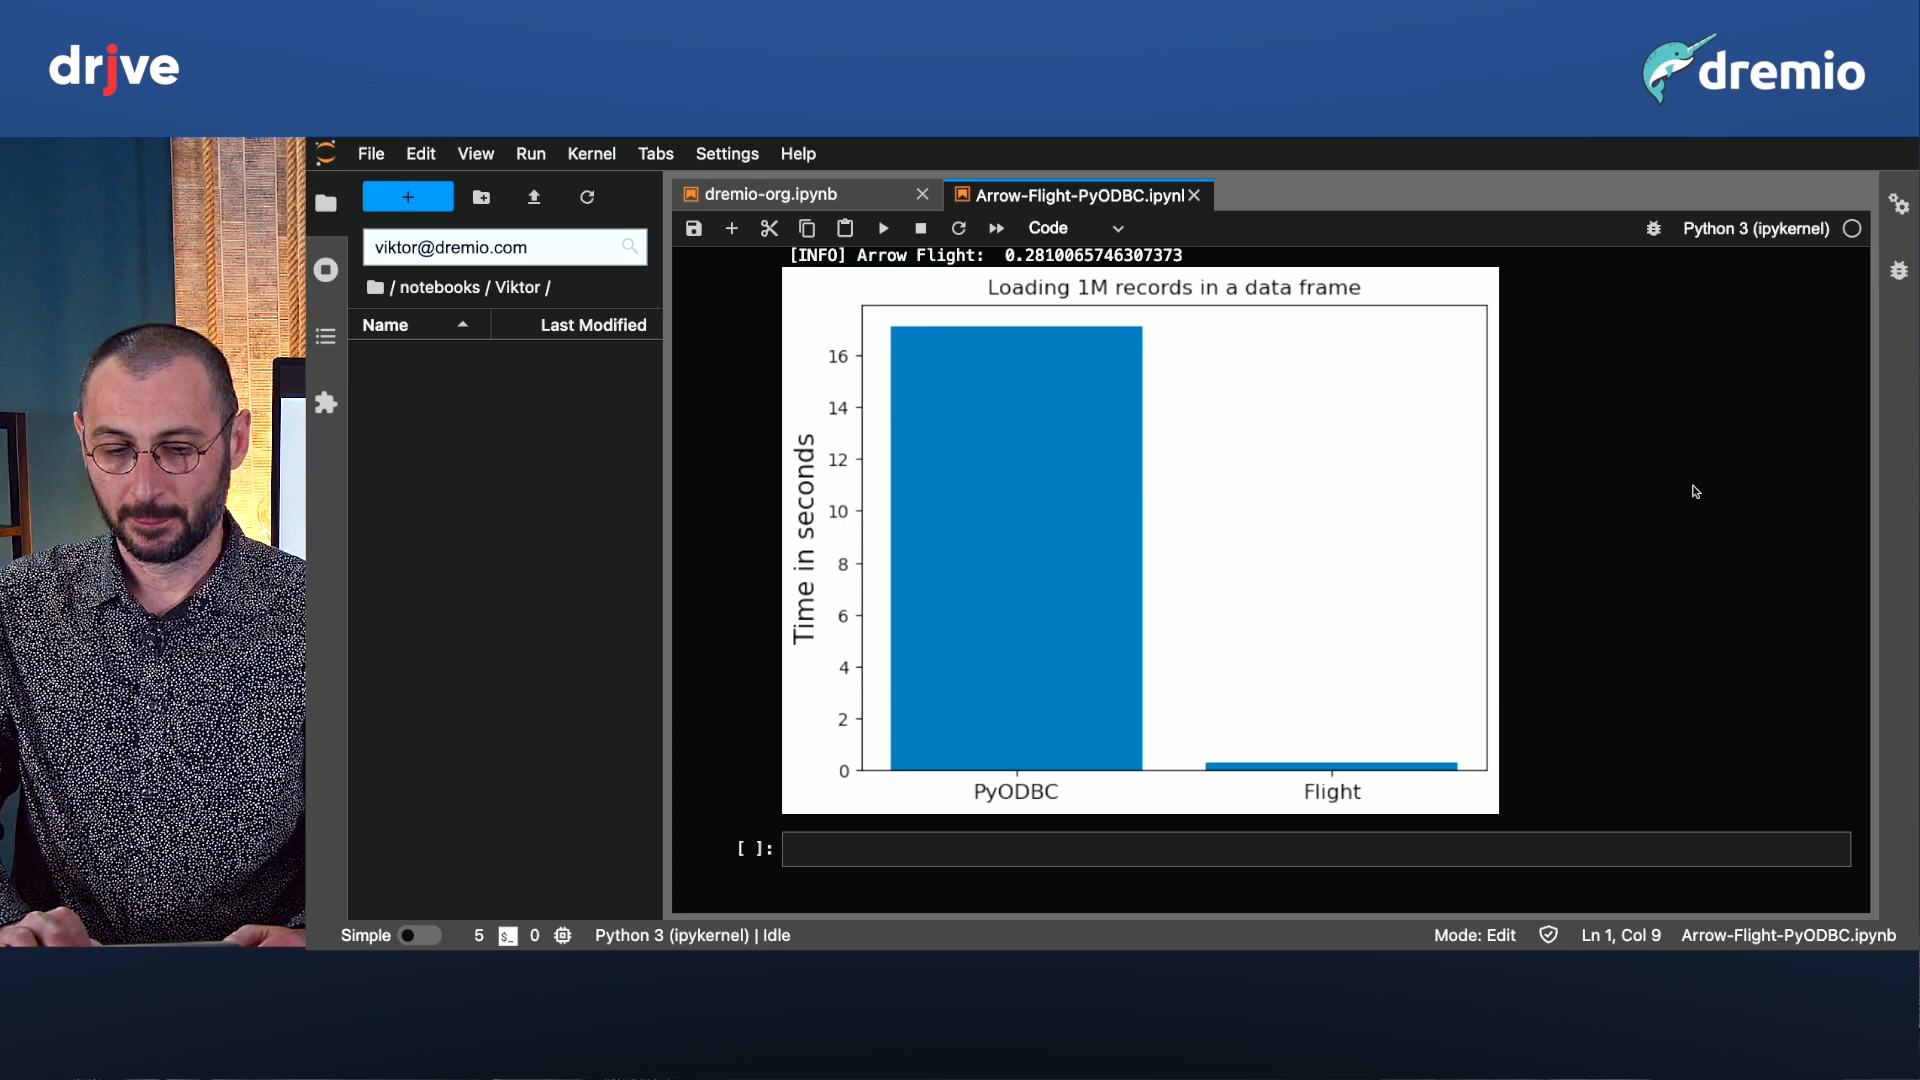 drive
dremio
File Edit View Run Kernel Tabs Settings Help
dremio-org.ipynb
Arrow-Flight-PyODBC.ipynl
viktor@dremio.com
Code
Python 3 (ipykernel)
/ notebooks / Viktor /
Name
Last Modified
[INFO] Arrow Flight: 0.2810065746307373
Loading 1M records in a data frame
Time in seconds
16
14
12
10
8
6
4
2
0
PyODBC
Flight
[ ]:
Simple
5
$_
0
Python 3 (ipykernel) | Idle
Mode: Edit
Ln 1, Col 9
Arrow-Flight-PyODBC.ipynb